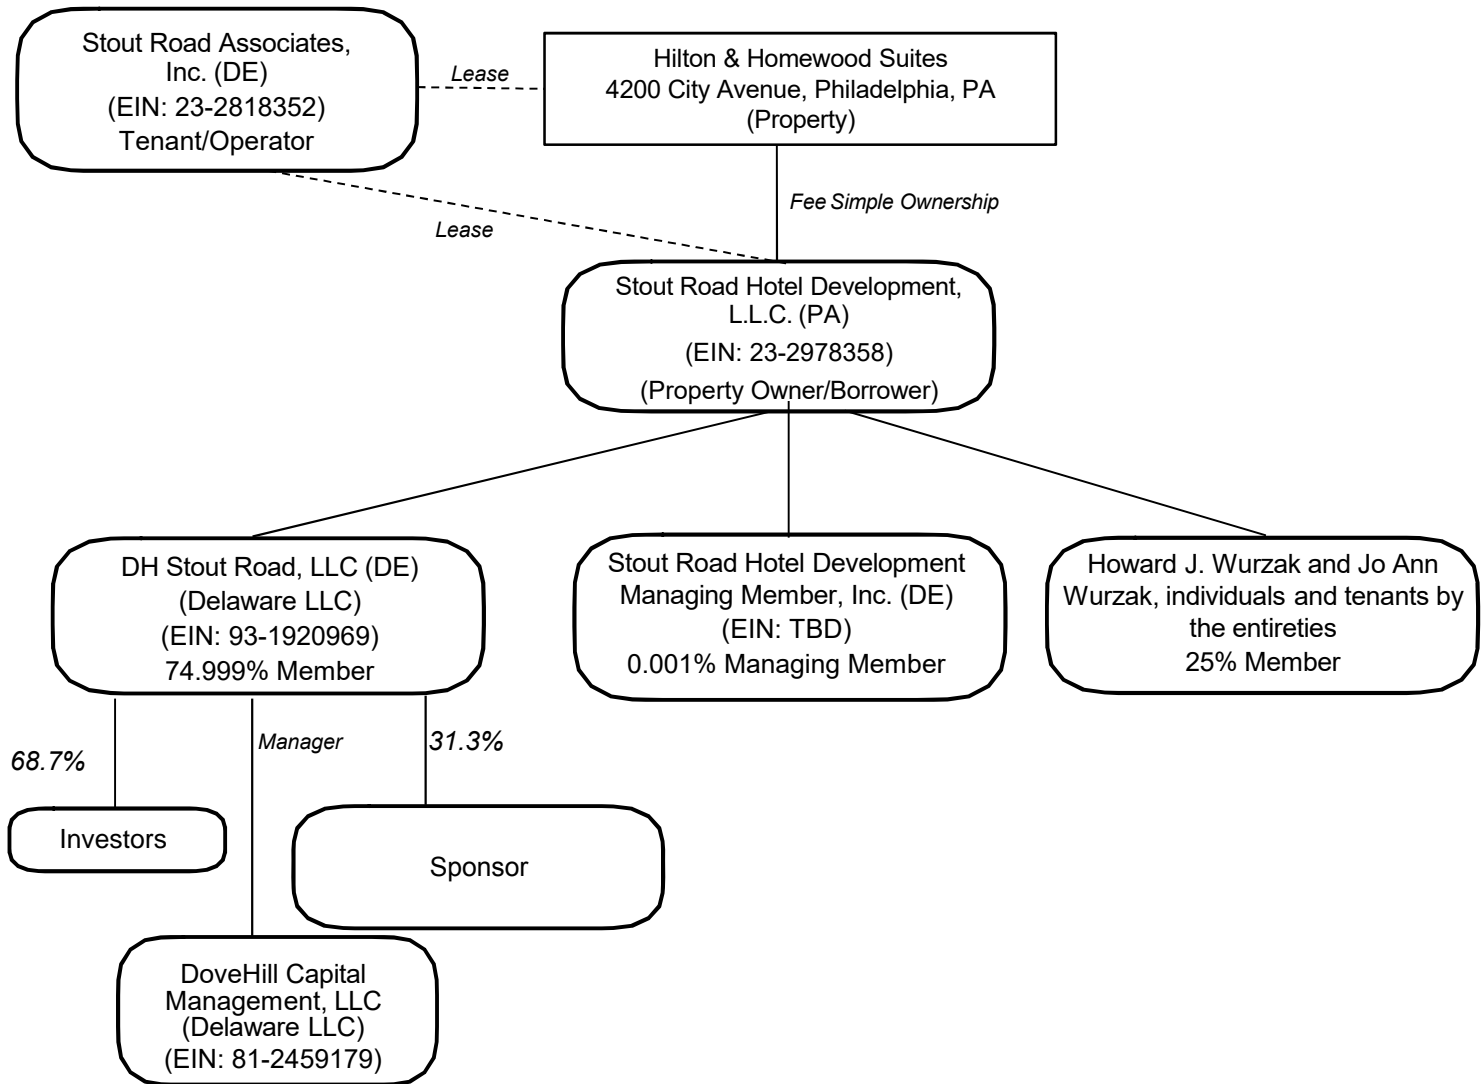 Stout Road Associates,
Inc. (DE)
(EIN: 23-2818352)
Tenant/Operator
Lease
Hilton & Homewood Suites
4200 City Avenue, Philadelphia, PA
(Property)
Fee Simple Ownership
Lease
Stout Road Hotel Development,
L.L.C. (PA)
(EIN: 23-2978358)
(Property Owner/Borrower)
DH Stout Road, LLC (DE)
(Delaware LLC)
(EIN: 93-1920969)
74.999% Member
Stout Road Hotel Development
Managing Member, Inc. (DE)
(EIN: TBD)
0.001% Managing Member
Howard J. Wurzak and Jo Ann
Wurzak, individuals and tenants by
the entireties
25% Member
68.7%
Manager
31.3%
Investors
Sponsor
DoveHill Capital
Management, LLC
(Delaware LLC)
(EIN: 81-2459179)